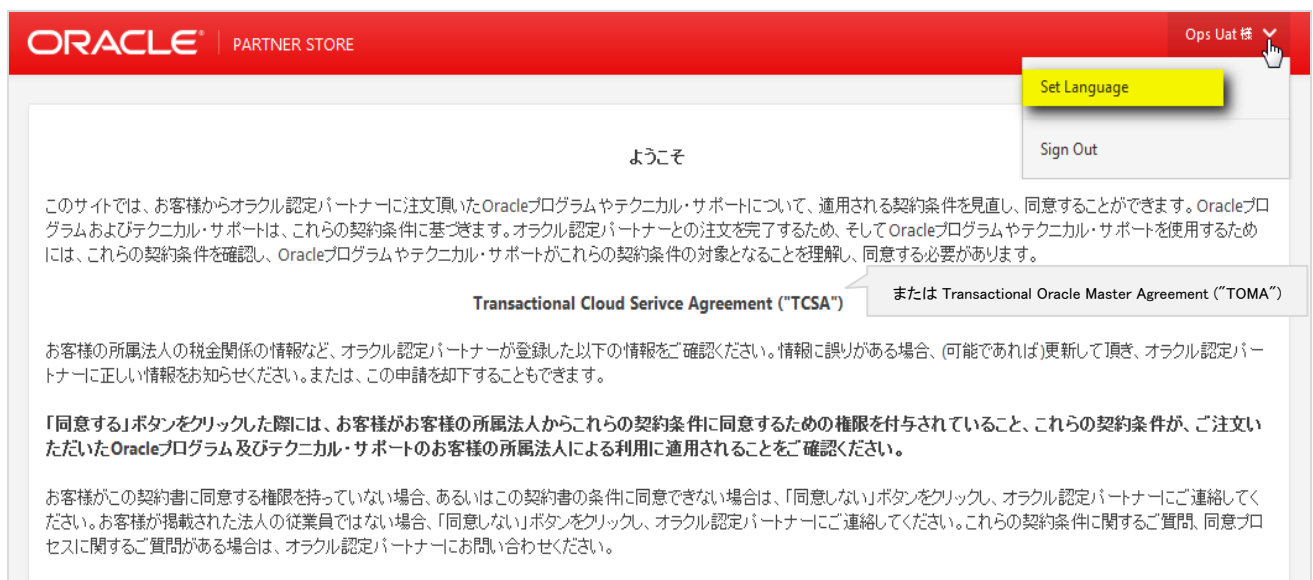 ORACLE® PARTNER STORE
Ops Uat 様
Set Language
Sign Out
ようこそ
このサイトでは、お客様からオラクル認定パートナーに注文頂いたOracleプログラムやテクニカル・サポートについて、適用される契約条件を見直し、同意することができます。Oracleプロ
グラムおよびテクニカル・サポートは、これらの契約条件に基づきます。オラクル認定パートナーとの注文を完了するため、そしてOracleプログラムやテクニカル・サポートを使用するため
には、これらの契約条件を確認し、Oracleプログラムやテクニカル・サポートがこれらの契約条件の対象となることを理解し、同意する必要があります。
または Transactional Oracle Master Agreement ("TOMA")
Transactional Cloud Serivce Agreement ("TCSA")
お客様の所属法人の税金関係の情報など、オラクル認定パートナーが登録した以下の情報をご確認ください。情報に誤りがある場合、(可能であれば)更新して頂き、オラクル認定パー
トナーに正しい情報をお知らせください。または、この申請を却下することもできます。
「同意する」ボタンをクリックした際には、お客様がお客様の所属法人からこれらの契約条件に同意するための権限を付与されていること、これらの契約条件が、ご注文い
ただいたOracleプログラム及びテクニカル・サポートのお客様の所属法人による利用に適用されることをご確認ください。
お客様がこの契約書に同意する権限を持っていない場合、あるいはこの契約書の条件に同意できない場合は、「同意しない」ボタンをクリックし、オラクル認定パートナーにご連絡してく
ださい。お客様が掲載された法人の従業員ではない場合、「同意しない」ボタンをクリックし、オラクル認定パートナーにご連絡してください。これらの契約条件に関するご質問、同意プロ
セスに関するご質問がある場合は、オラクル認定パートナーにお問い合わせください。